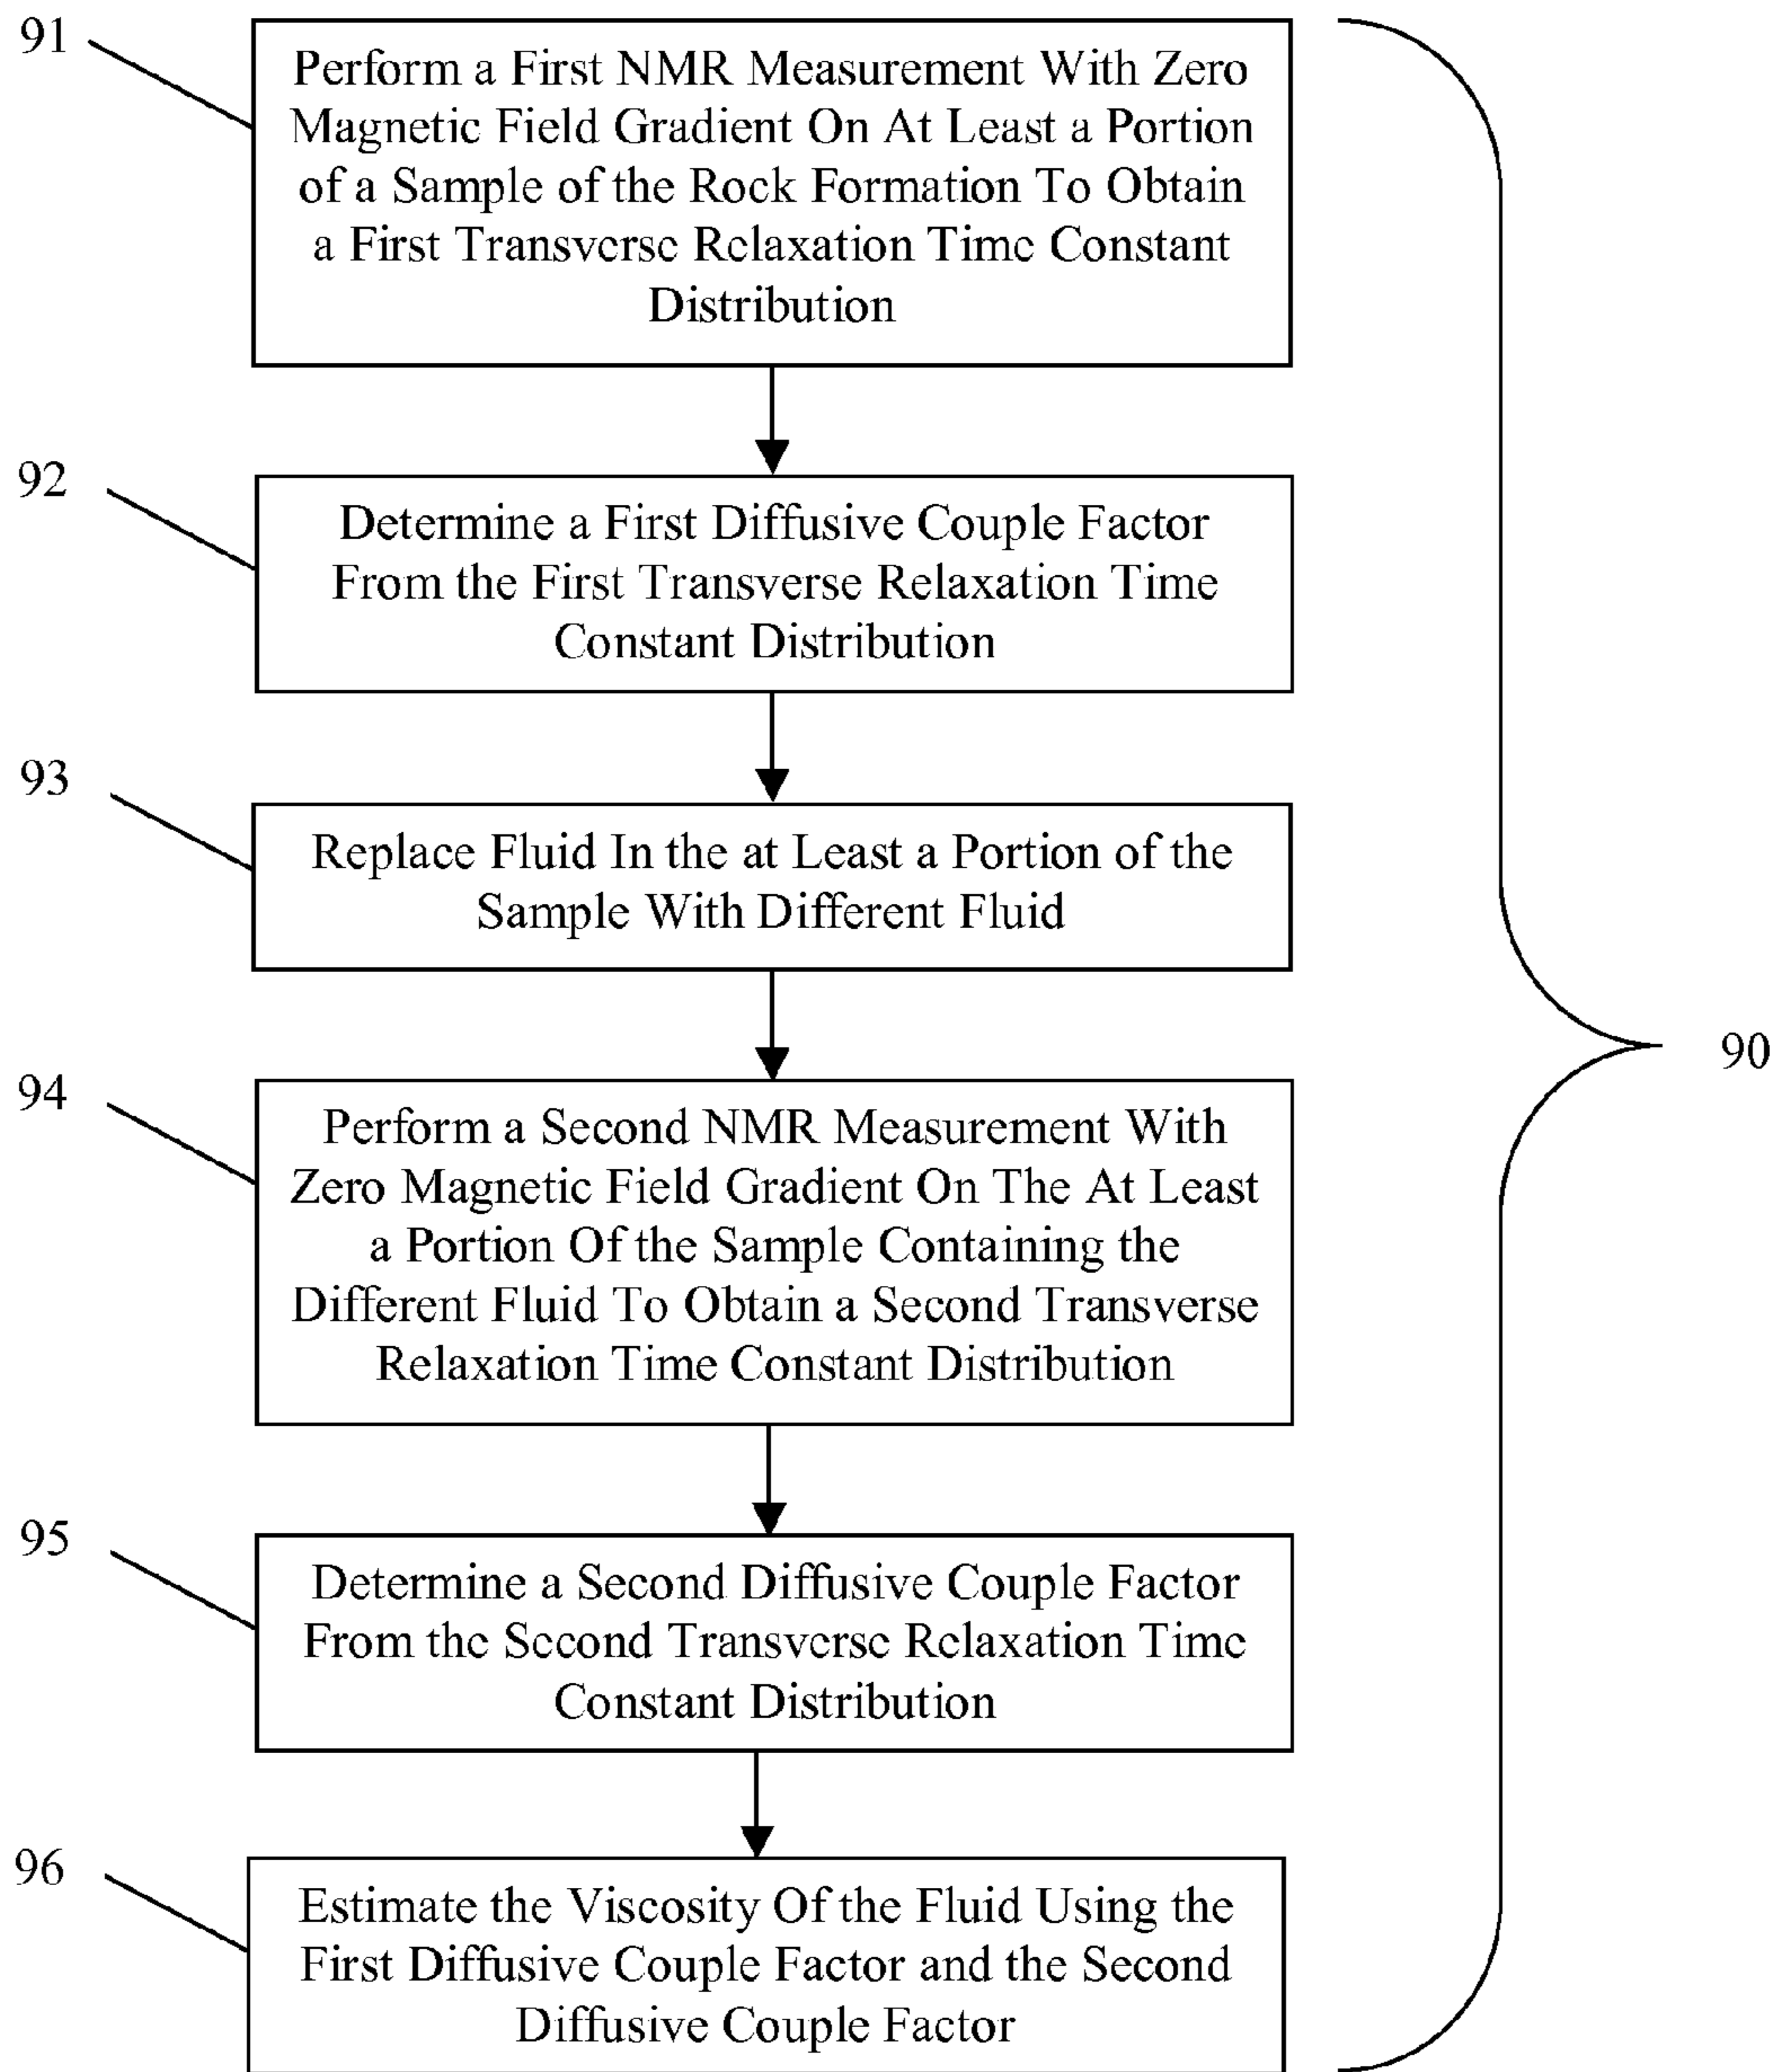 91
Perform a First NMR Measurement With Zero
Magnetic Field Gradient On At Least a Portion
of a Sample of the Rock Formation To Obtain
a First Transverse Relaxation Time Constant
Distribution
92
Determine a First Diffusive Couple Factor
From the First Transverse Relaxation Time
Constant Distribution
93
Replace Fluid In the at Least a Portion of the
Sample With Different Fluid
90
94
Perform a Second NMR Measurement With
Zero Magnetic Field Gradient On The At Least
a Portion Of the Sample Containing the
Different Fluid To Obtain a Second Transverse
Relaxation Time Constant Distribution
95
Determine a Second Diffusive Couple Factor
From the Second Transverse Relaxation Time
Constant Distribution
96
Estimate the Viscosity Of the Fluid Using the
First Diffusive Couple Factor and the Second
Diffusive Couple Factor